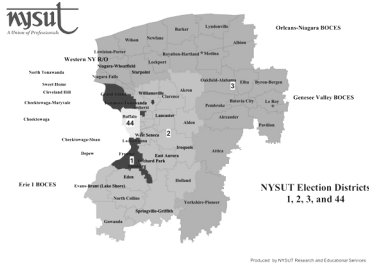 nysut
A Union of Professionals
Orleans-Niagara BOCES
Lyndonville
Barker
Wilson
Newfane
Albion
Lewiston-Porter
Royalton-Hartland
Medina
Lockport
Western NY R/O
Niagara-Wheatfield
Starpoint
North Tonawanda
Niagara Falls
Oakfield-Alabama
3
Elba
Byron-Bergen
Sweet Home
Williamsville
Akron
Cleveland Hill
Clarence
Genesee Valley BOCES
Cheektowaga-Maryvale
Pembroke
Batavia City
Le Roy
Buffalo
Lancaster
Alexander
Cheektowaga
44
Alden
Pavilion
2
West Seneca
Cheektowaga-Sloan
Iroquois
Depew
Attica
East Aurora
1
Orchard Park
Erie 1 BOCES
Eden
Evans-Brant (Lake Shore)
Holland
NYSUT Election Districts
1, 2, 3, and 44
North Collins
Yorkshire-Pioneer
Springville-Griffith
Gowanda
Produced by NYSUT Research and Educational Services